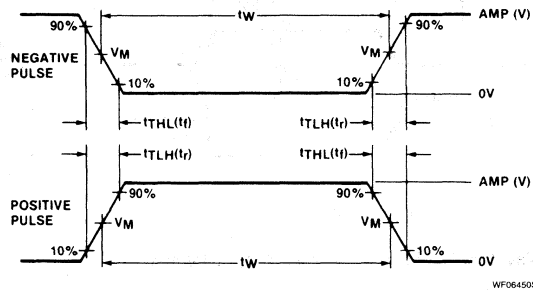 tW
AMP (V)
90%
90%
NEGATIVE
PULSE
VM
VM
10%
10%
0V
tTHL(tf)
tTLH(tr)
tTLH(tr)
tTHL(tf)
AMP (V)
90%
90%
POSITIVE
PULSE
VM
VM
10%
10%
tW
0V
WF06450S